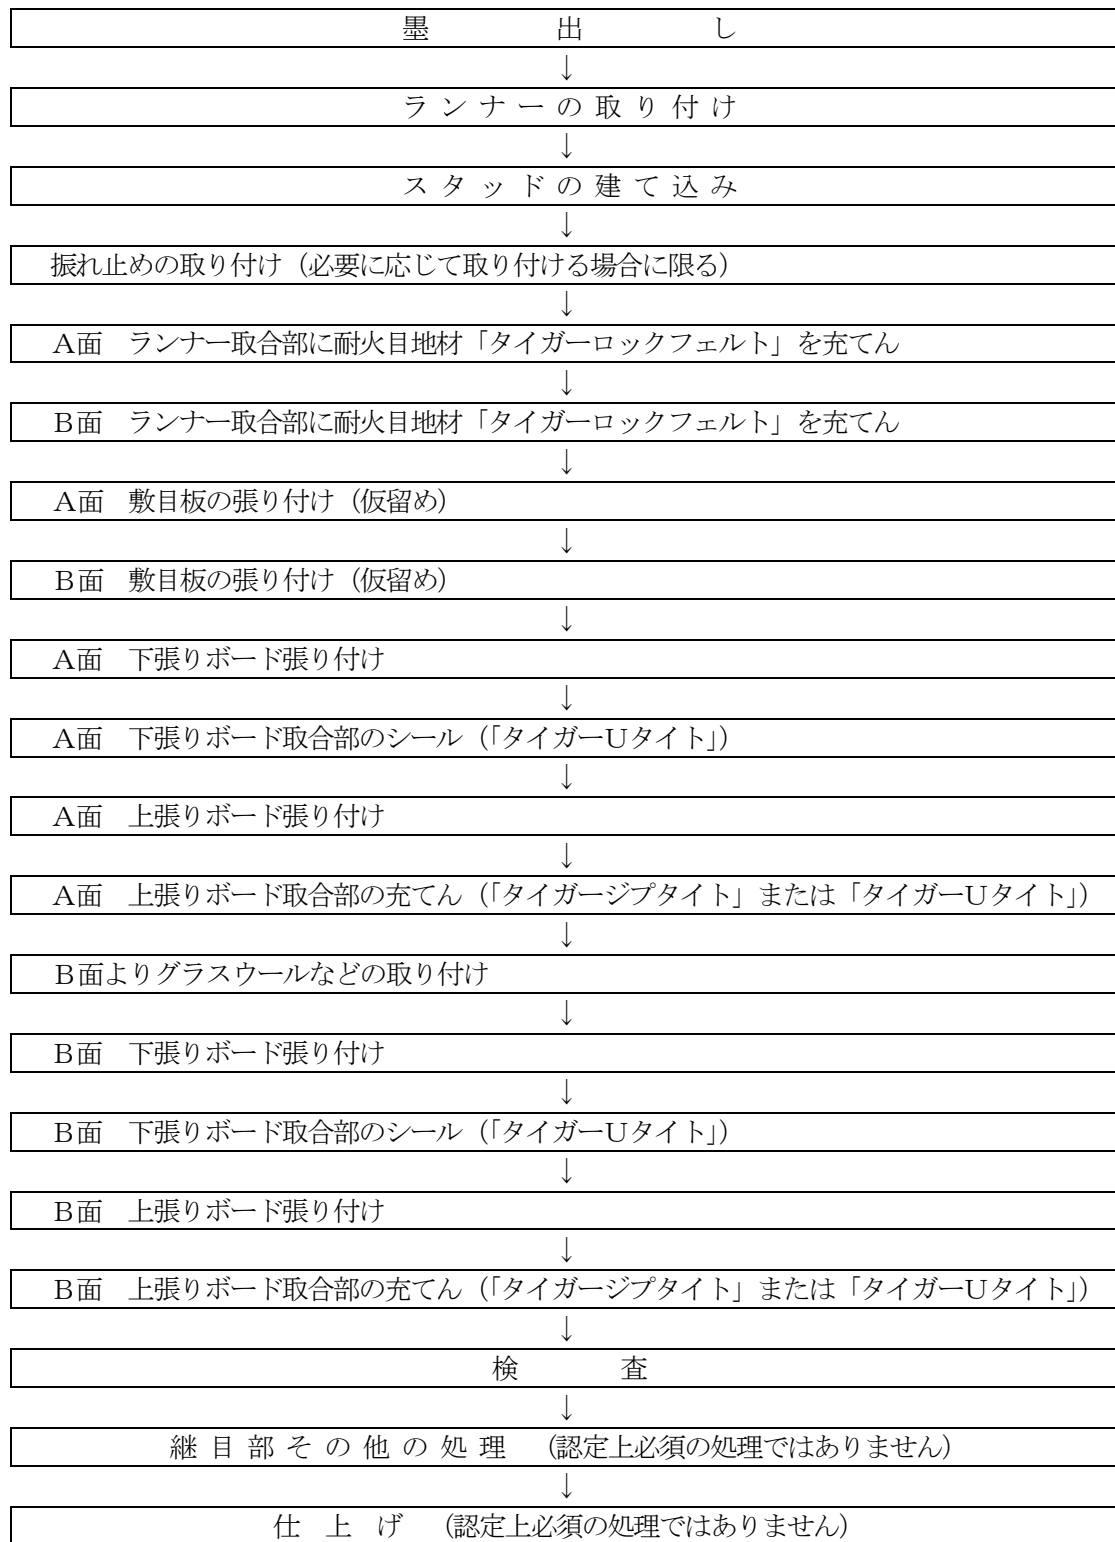 墨出し
↓
ランナーの取り付け
↓
スタッドの建て込み
↓
振れ止めの取り付け（必要に応じて取り付ける場合に限る）
↓
Ａ面　ランナー取合部に耐火目地材「タイガーロックフェルト」を充てん
↓
Ｂ面　ランナー取合部に耐火目地材「タイガーロックフェルト」を充てん
↓
Ａ面　敷目板の張り付け（仮留め）
↓
Ｂ面　敷目板の張り付け（仮留め）
↓
Ａ面　下張りボード張り付け
↓
Ａ面　下張りボード取合部のシール（「タイガーＵタイト」）
↓
Ａ面　上張りボード張り付け
↓
Ａ面　上張りボード取合部の充てん（「タイガージプタイト」または「タイガーＵタイト」）
↓
Ｂ面よりグラスウールなどの取り付け
↓
Ｂ面　下張りボード張り付け
↓
Ｂ面　下張りボード取合部のシール（「タイガーＵタイト」）
↓
Ｂ面　上張りボード張り付け
↓
Ｂ面　上張りボード取合部の充てん（「タイガージプタイト」または「タイガーＵタイト」）
↓
検査
↓
継目部その他の処理　（認定上必須の処理ではありません）
↓
仕上げ　（認定上必須の処理ではありません）